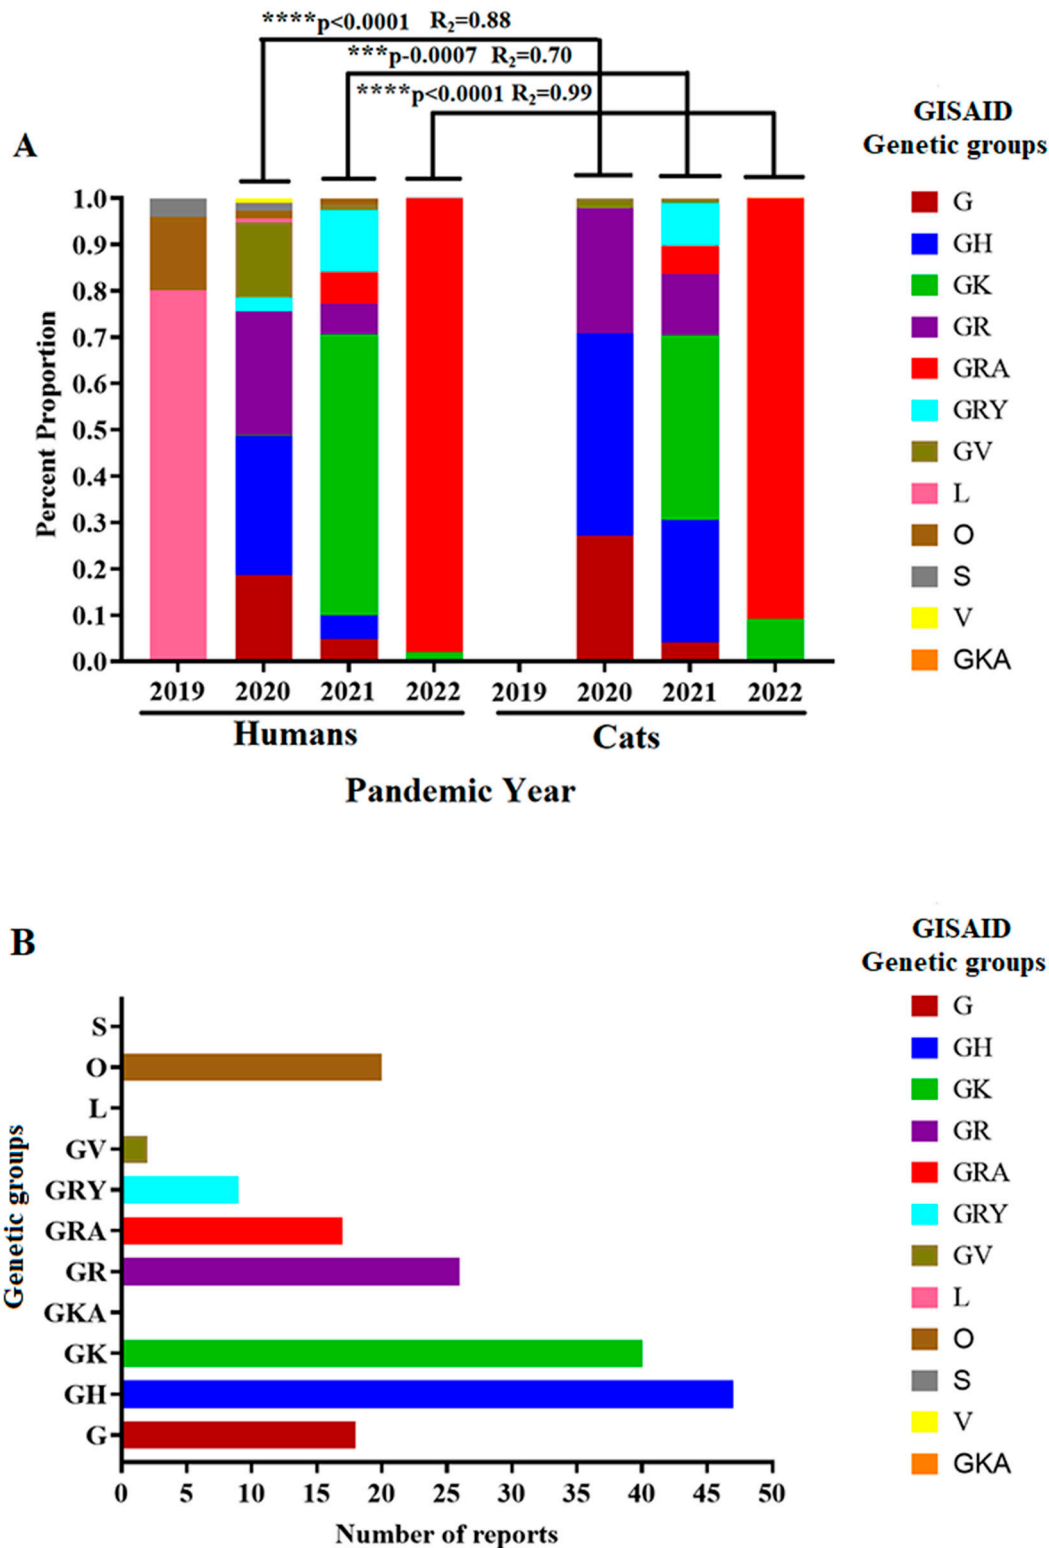 ****p<0.0001 R₂=0.88
***p-0.0007 R₂=0.70
****p<0.0001 R₂=0.99
A
GISAID
Genetic groups
G
GH
GK
GR
GRA
GRY
GV
L
O
S
V
GKA
Percent Proportion
1.0
0.9
0.8
0.7
0.6
0.5
0.4
0.3
0.2
0.1
0.0
2019 2020 2021 2022 2019 2020 2021 2022
Humans Cats
Pandemic Year
B
GISAID
Genetic groups
G
GH
GK
GR
GRA
GRY
GV
L
O
S
V
GKA
Genetic groups
S
O
L
GV
GRY
GRA
GR
GKA
GK
GH
G
0 5 10 15 20 25 30 35 40 45 50
Number of reports